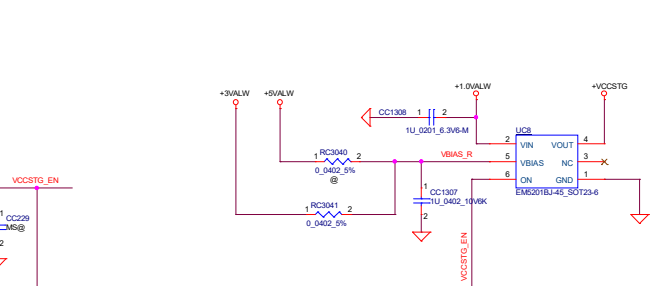 +3VALW
+5VALW
+1.0VALW
+VCCSTG
CC1308 1 2
1U_0201_6.3V6-M
UC8
2 VIN VOUT 4
5 VBIAS NC 3
6 ON GND 1
EM5201BJ-45_SOT23-6
1 RC3040 2
0_0402_5%
@
VBIAS_R
VCCSTG_EN
1
CC1307
1U_0402_10V6K
2
1 RC3041 2
0_0402_5%
1
CC229
MS@
2
VCCSTG_EN